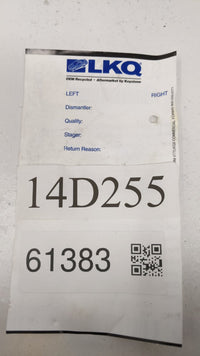 LKQ
OEM Recycled • Aftermarket by Keystone
LEFT RIGHT
Dismantler:
Quality:
Stager:
Return Reason:
14D255
61383